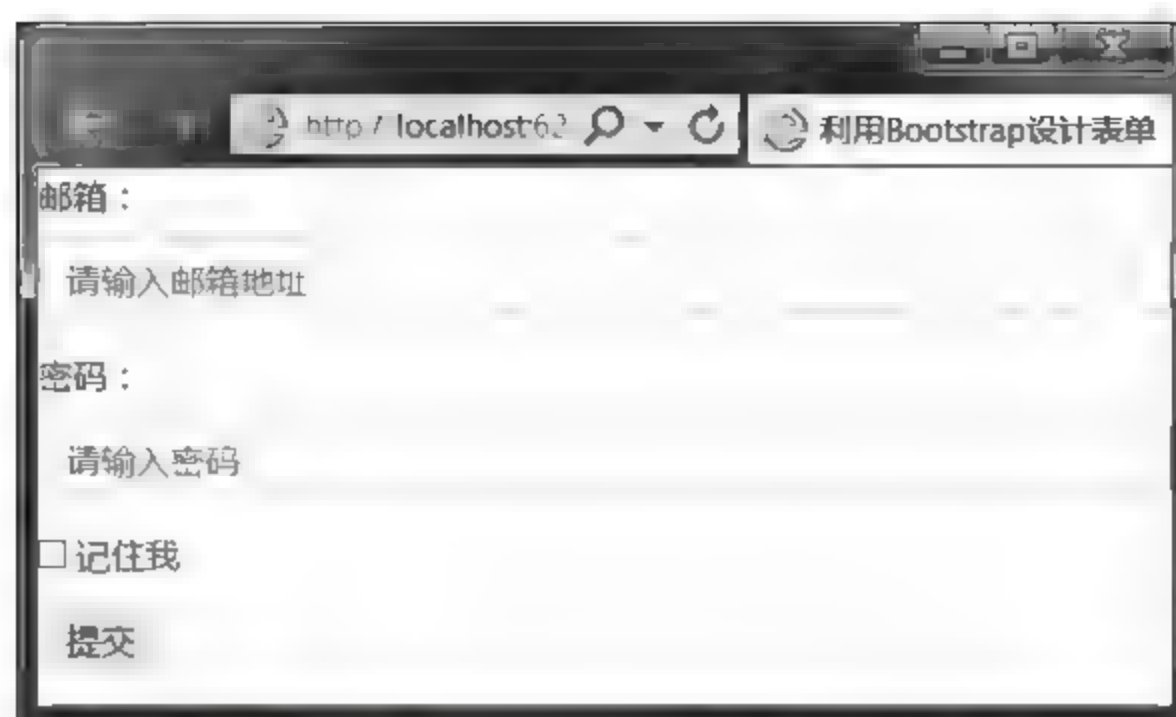 http / localhost:62
利用Bootstrap设计表单
邮箱：
请输入邮箱地址
密码：
请输入密码
记住我
提交